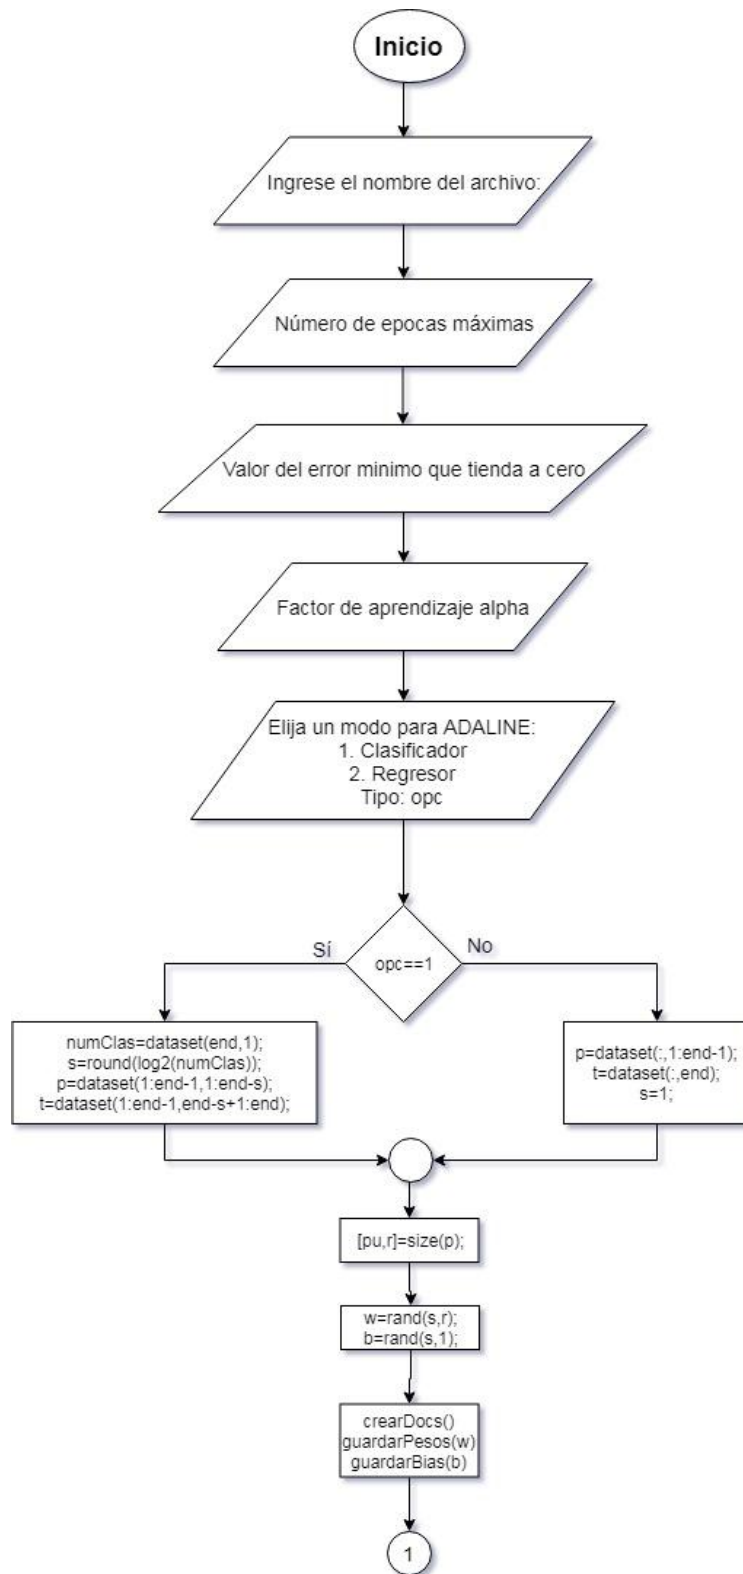 Inicio
Ingrese el nombre del archivo:
Número de epocas máximas
Valor del error minimo que tienda a cero
Factor de aprendizaje alpha
Elija un modo para ADALINE:
1. Clasificador
2. Regresor
Tipo: opc
Sí
opc==1
No
numClas=dataset(end,1);
s=round(log2(numClas));
p=dataset(1:end-1,1:end-s);
t=dataset(1:end-1,end-s+1:end);
p=dataset(:,1:end-1);
t=dataset(:,end);
s=1;
[pu,r]=size(p);
w=rand(s,r);
b=rand(s,1);
crearDocs()
guardarPesos(w)
guardarBias(b)
1